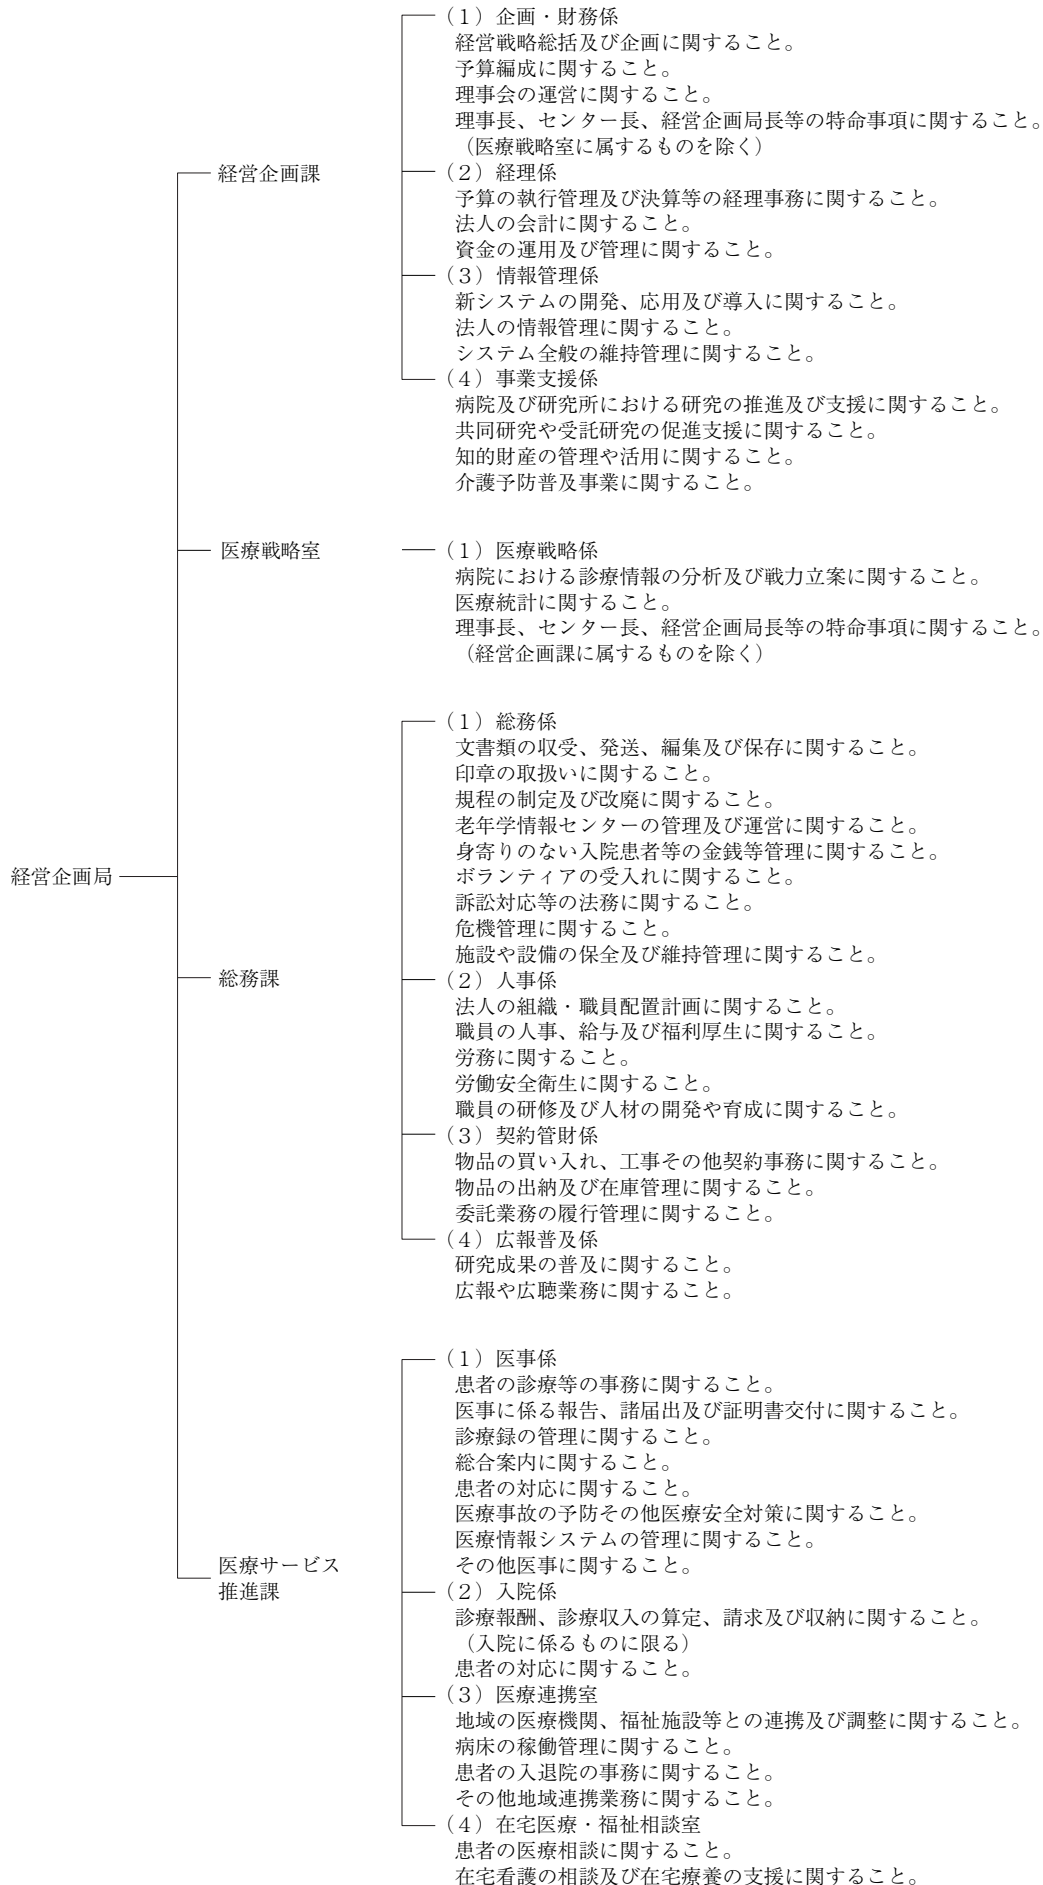 経営企画局
経営企画課
（１）企画・財務係
経営戦略総括及び企画に関すること。
予算編成に関すること。
理事会の運営に関すること。
理事長、センター長、経営企画局長等の特命事項に関すること。
（医療戦略室に属するものを除く）
（２）経理係
予算の執行管理及び決算等の経理事務に関すること。
法人の会計に関すること。
資金の運用及び管理に関すること。
（３）情報管理係
新システムの開発、応用及び導入に関すること。
法人の情報管理に関すること。
システム全般の維持管理に関すること。
（４）事業支援係
病院及び研究所における研究の推進及び支援に関すること。
共同研究や受託研究の促進支援に関すること。
知的財産の管理や活用に関すること。
介護予防普及事業に関すること。
医療戦略室
（１）医療戦略係
病院における診療情報の分析及び戦力立案に関すること。
医療統計に関すること。
理事長、センター長、経営企画局長等の特命事項に関すること。
（経営企画課に属するものを除く）
総務課
（１）総務係
文書類の収受、発送、編集及び保存に関すること。
印章の取扱いに関すること。
規程の制定及び改廃に関すること。
老年学情報センターの管理及び運営に関すること。
身寄りのない入院患者等の金銭等管理に関すること。
ボランティアの受入れに関すること。
訴訟対応等の法務に関すること。
危機管理に関すること。
施設や設備の保全及び維持管理に関すること。
（２）人事係
法人の組織・職員配置計画に関すること。
職員の人事、給与及び福利厚生に関すること。
労務に関すること。
労働安全衛生に関すること。
職員の研修及び人材の開発や育成に関すること。
（３）契約管財係
物品の買い入れ、工事その他契約事務に関すること。
物品の出納及び在庫管理に関すること。
委託業務の履行管理に関すること。
（４）広報普及係
研究成果の普及に関すること。
広報や広聴業務に関すること。
医療サービス
推進課
（１）医事係
患者の診療等の事務に関すること。
医事に係る報告、諸届出及び証明書交付に関すること。
診療録の管理に関すること。
総合案内に関すること。
患者の対応に関すること。
医療事故の予防その他医療安全対策に関すること。
医療情報システムの管理に関すること。
その他医事に関すること。
（２）入院係
診療報酬、診療収入の算定、請求及び収納に関すること。
（入院に係るものに限る）
患者の対応に関すること。
（３）医療連携室
地域の医療機関、福祉施設等との連携及び調整に関すること。
病床の稼働管理に関すること。
患者の入退院の事務に関すること。
その他地域連携業務に関すること。
（４）在宅医療・福祉相談室
患者の医療相談に関すること。
在宅看護の相談及び在宅療養の支援に関すること。